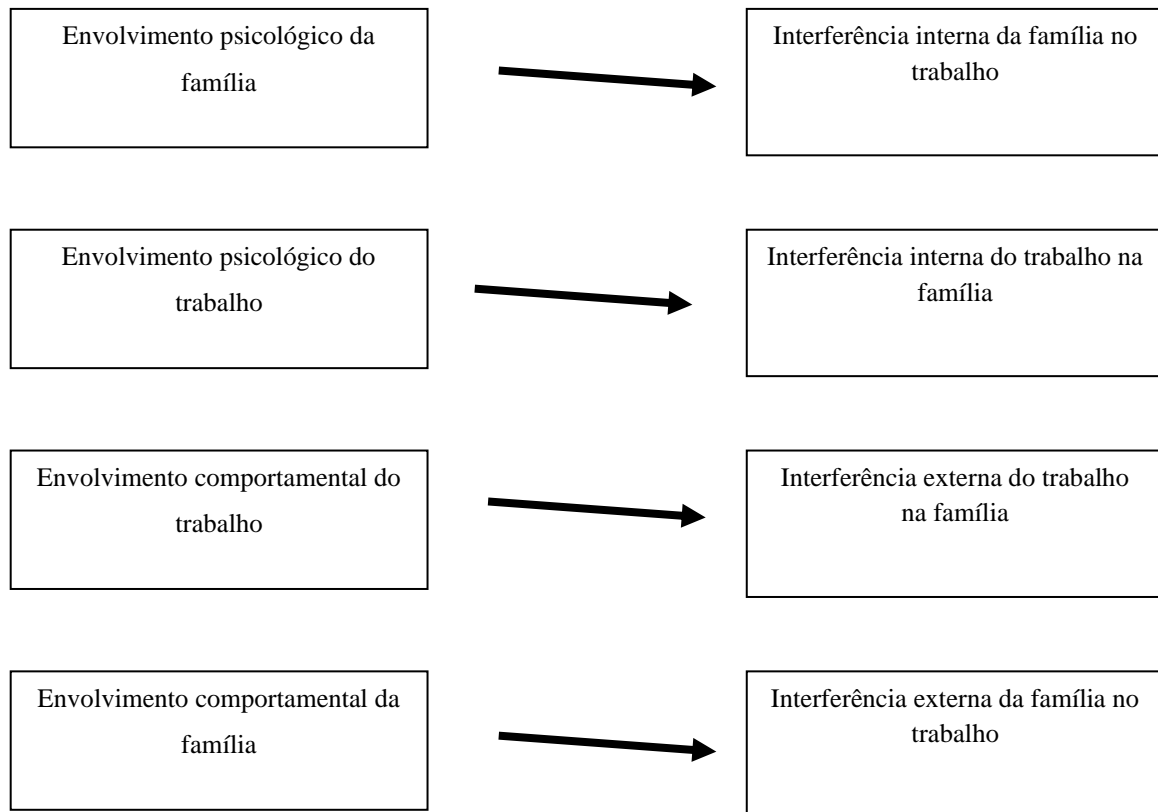 Envolvimento psicológico da
família
Interferência interna da família no
trabalho
Envolvimento psicológico do
trabalho
Interferência interna do trabalho na
família
Envolvimento comportamental do
trabalho
Interferência externa do trabalho
na família
Envolvimento comportamental da
família
Interferência externa da família no
trabalho